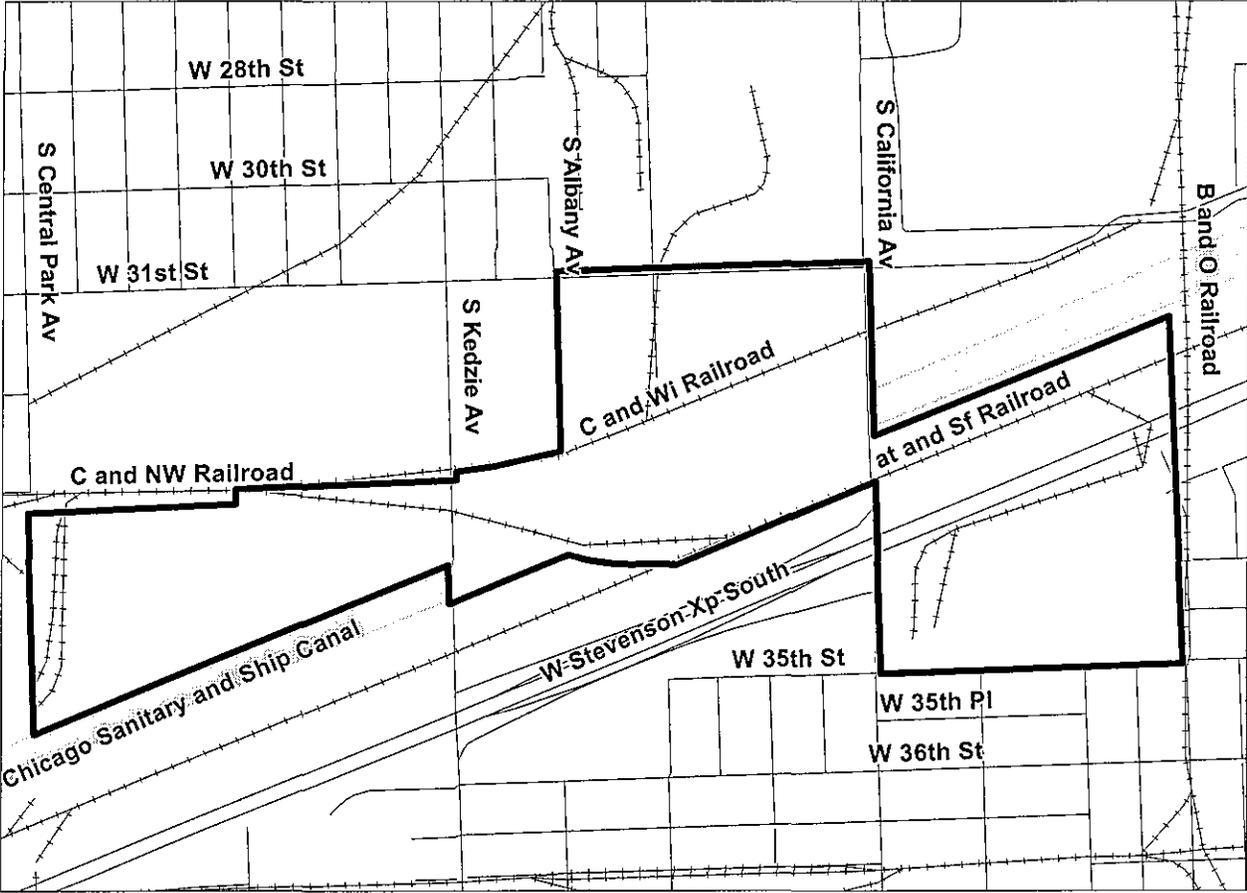 W 28th St
S California Av
W 30th St
S Albany Av
S Central Park Av
B and O Railroad
W 31st St
S Kedzie Av
C and Wi Railroad
at and Sf Railroad
C and NW Railroad
W Stevenson Xp South
Chicago Sanitary and Ship Canal
W 35th St
W 35th Pl
W 36th St